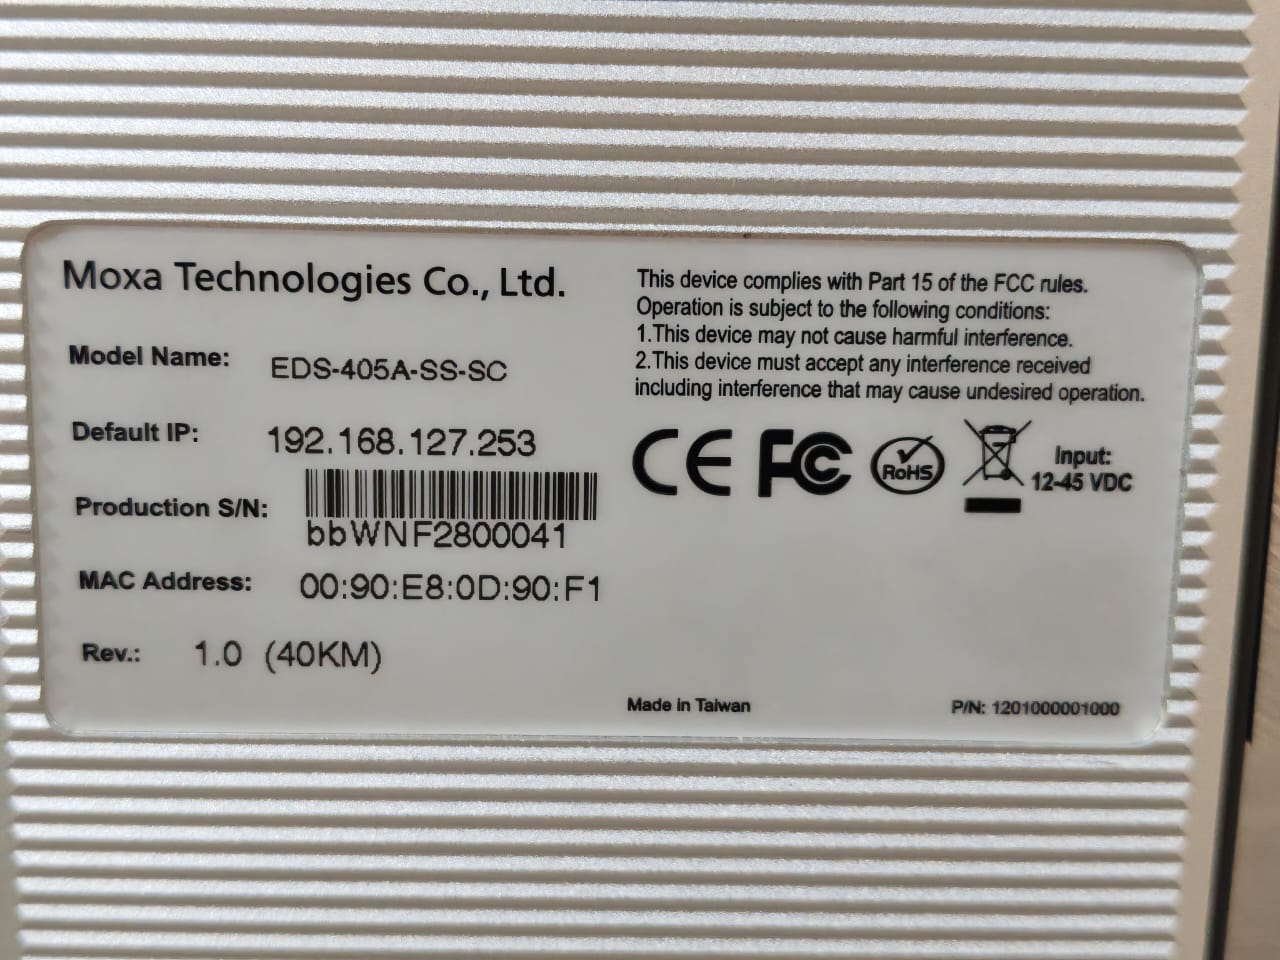 Moxa Technologies Co., Ltd.
Model Name: EDS-405A-SS-SC
Default IP: 192.168.127.253
Production S/N: bbWNF2800041
MAC Address: 00:90:E8:0D:90:F1
Rev.: 1.0 (40KM)
This device complies with Part 15 of the FCC rules.
Operation is subject to the following conditions:
1.This device may not cause harmful interference.
2.This device must accept any interference received
including interference that may cause undesired operation.
CE FCC RoHS
Input:
12-45 VDC
Made in Taiwan
P/N: 1201000001000